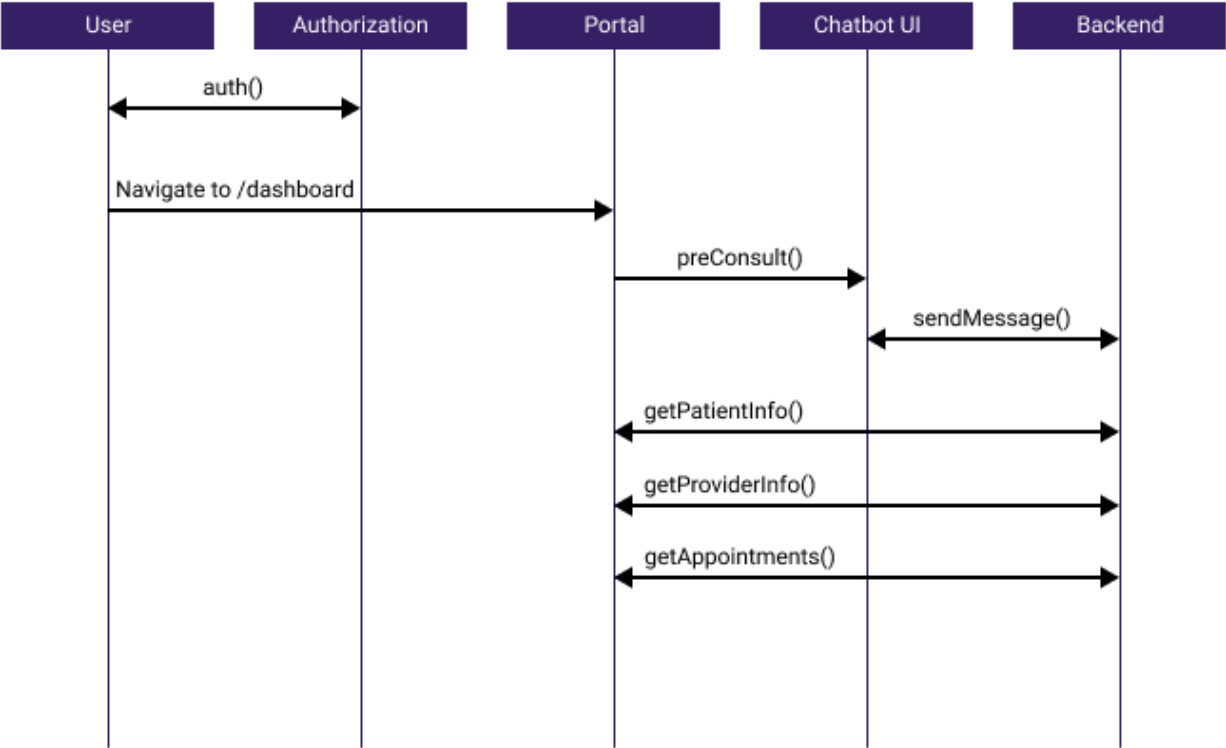 User
Authorization
Portal
Chatbot UI
Backend
auth()
Navigate to /dashboard
preConsult()
sendMessage()
getPatientInfo()
getProviderInfo()
getAppointments()